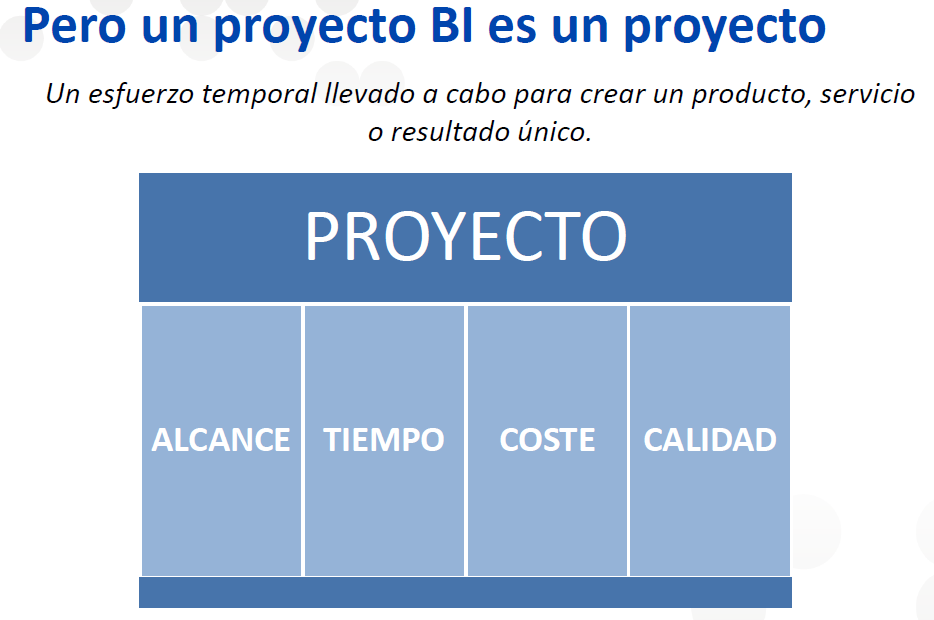 Pero un proyecto BI es un proyecto
Un esfuerzo temporal llevado a cabo para crear un producto, servicio
o resultado único.
PROYECTO
ALCANCE
TIEMPO
COSTE
CALIDAD